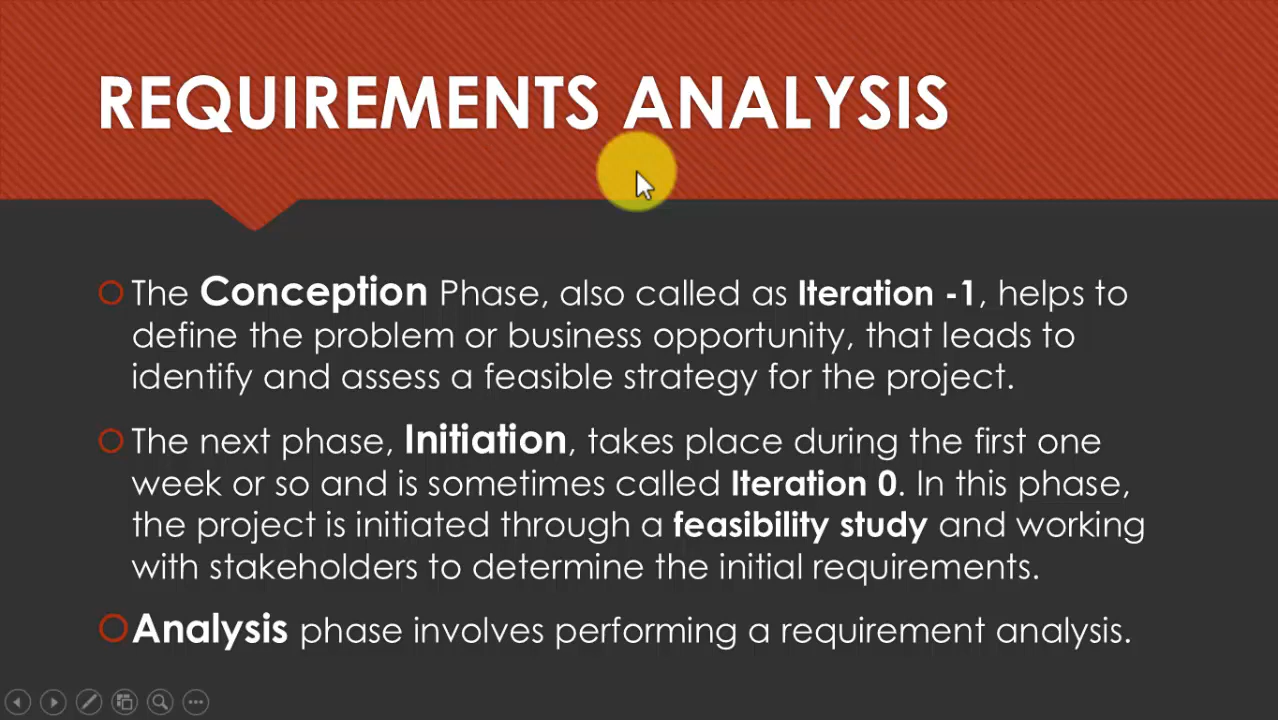 REQUIREMENTS ANALYSIS
The Conception Phase, also called as Iteration -1, helps to
define the problem or business opportunity, that leads to
identify and assess a feasible strategy for the project.
The next phase, Initiation, takes place during the first one
week or so and is sometimes called Iteration 0. In this phase,
the project is initiated through a feasibility study and working
with stakeholders to determine the initial requirements.
Analysis phase involves performing a requirement analysis.